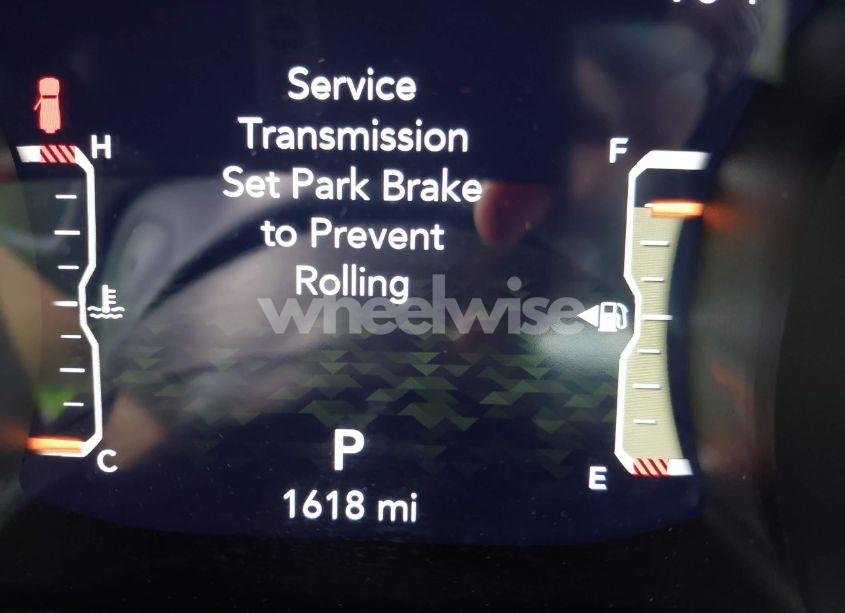 Service
Transmission
Set Park Brake
to Prevent
Rolling
wheelwise
H
F
C
E
P
1618 mi